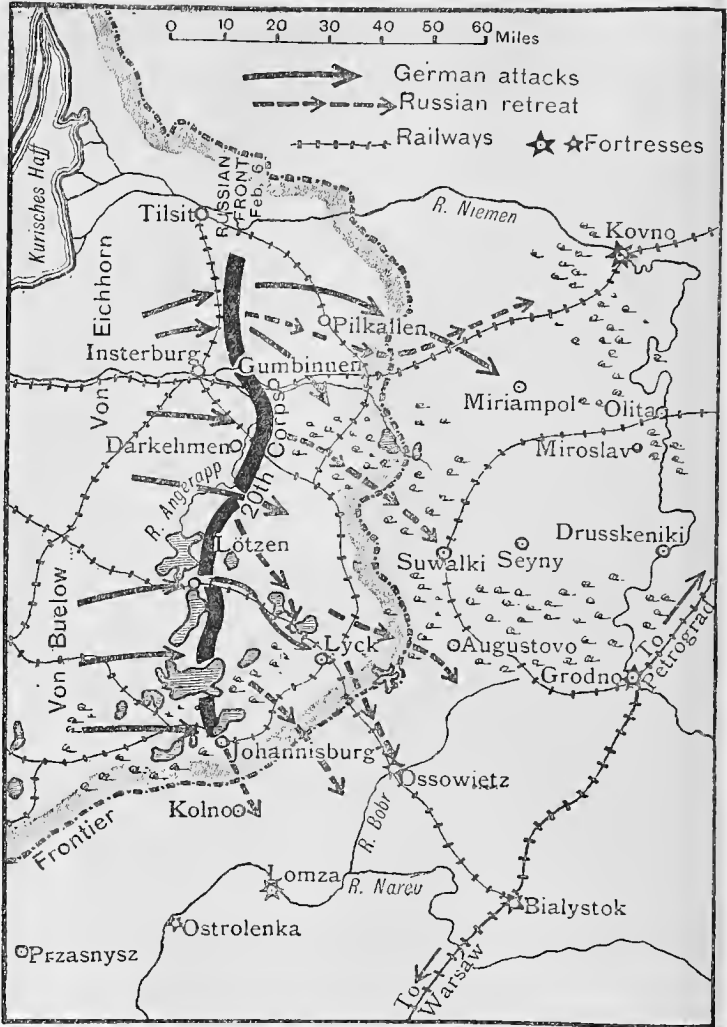 0 10 20 30 40 50 60 Miles
German attacks
Russian retreat
Railways
Fortresses
Kurisches Haff
Tilsit
RUSSIAN
FRONT
Feb. 6
R. Niemen
Kovno
Von Eichhorn
Pilkallen
Insterburg
Gumbinnen
Miriampol
Olita
Darkehmen
20th Corps
Miroslav
R. Angerapp
Lötzen
Drusskeniki
Suwalki
Seyny
Von Buelow
Lyck
Augustovo
Grodno
To
Petrograd
Johannisburg
Ossowietz
Kolno
R. Bobr
Frontier
Lomza
R. Narew
Ostrolenka
Bialystok
Przasnysz
To
Warsaw